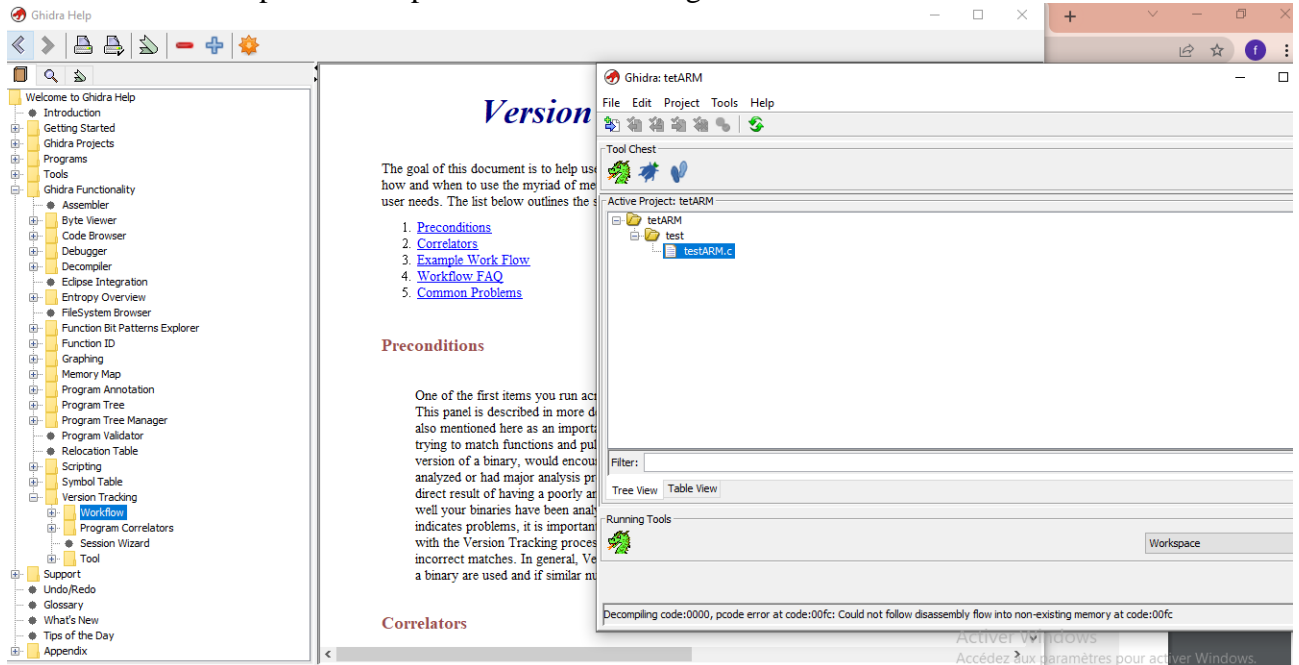 Ghidra Help
Welcome to Ghidra Help
Introduction
Getting Started
Ghidra Projects
Programs
Tools
Ghidra Functionality
Assembler
Byte Viewer
Code Browser
Debugger
Decompiler
Eclipse Integration
Entropy Overview
FileSystem Browser
Function Bit Patterns Explorer
Function ID
Graphing
Memory Map
Program Annotation
Program Tree
Program Tree Manager
Program Validator
Relocation Table
Scripting
Symbol Table
Version Tracking
Workflow
Program Correlators
Session Wizard
Tool
Support
Undo/Redo
Glossary
What's New
Tips of the Day
Appendix
Version
The goal of this document is to help use
how and when to use the myriad of me
user needs. The list below outlines the s
1. Preconditions
2. Correlators
3. Example Work Flow
4. Workflow FAQ
5. Common Problems
Preconditions
One of the first items you run acr
This panel is described in more d
also mentioned here as an importa
trying to match functions and pul
version of a binary, would encou
analyzed or had major analysis pr
direct result of having a poorly an
well your binaries have been anal
indicates problems, it is important
with the Version Tracking proces
incorrect matches. In general, Ve
a binary are used and if similar nu
Correlators
f
Ghidra: tetARM
File Edit Project Tools Help
Tool Chest
Active Project: tetARM
tetARM
test
testARM.c
Filter:
Tree View Table View
Running Tools
Workspace
Decompiling code:0000, pcode error at code:00fc: Could not follow disassembly flow into non-existing memory at code:00fc
Activer Windows
Accédez aux paramètres pour activer Windows.